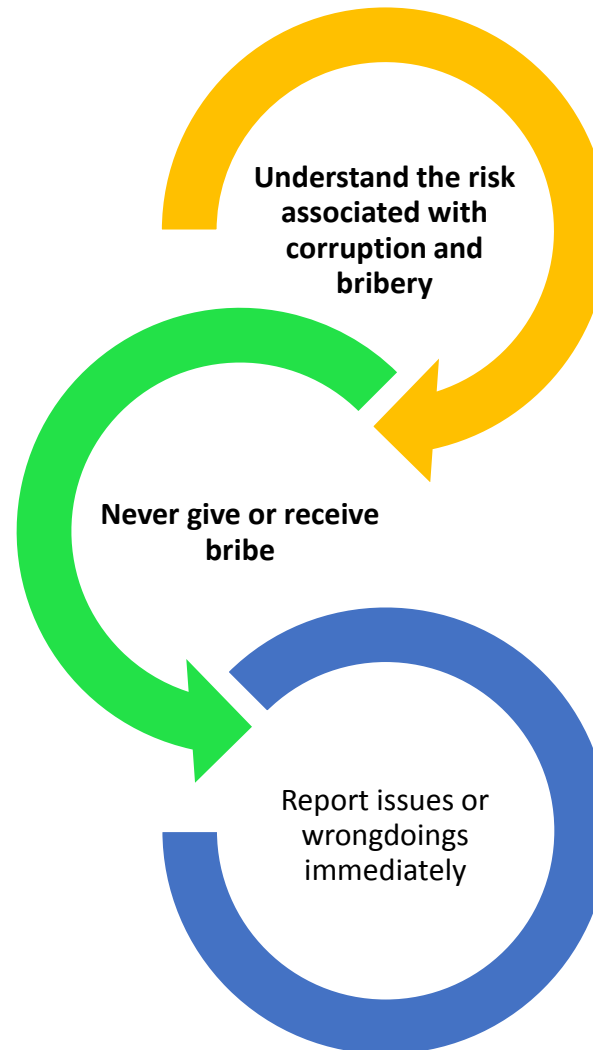 Understand the risk
associated with
corruption and
bribery
Never give or receive
bribe
Report issues or
wrongdoings
immediately